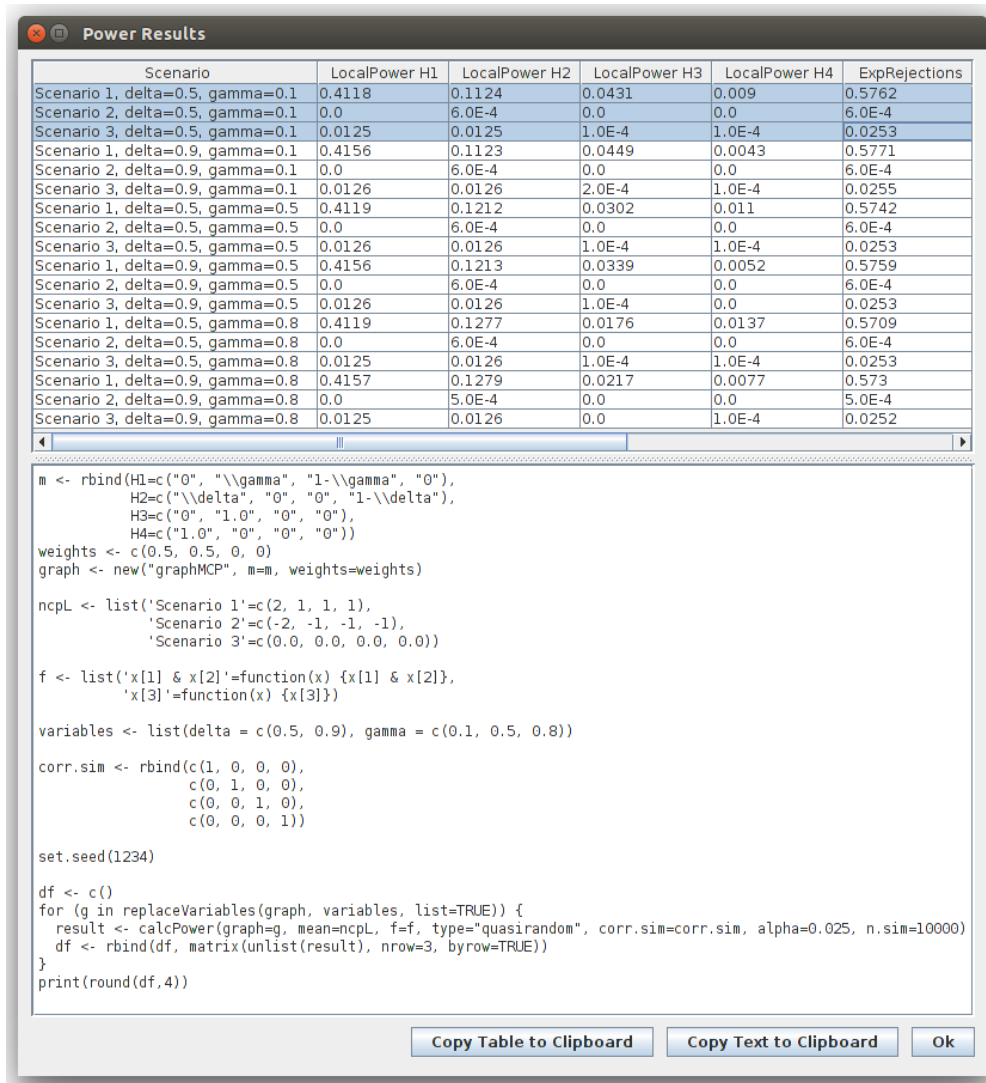 Power Results
Scenario LocalPower H1 LocalPower H2 LocalPower H3 LocalPower H4 ExpRejections
Scenario 1, delta=0.5, gamma=0.1 0.4118 0.1124 0.0431 0.009 0.5762
Scenario 2, delta=0.5, gamma=0.1 0.0 6.0E-4 0.0 0.0 6.0E-4
Scenario 3, delta=0.5, gamma=0.1 0.0125 0.0125 1.0E-4 1.0E-4 0.0253
Scenario 1, delta=0.9, gamma=0.1 0.4156 0.1123 0.0449 0.0043 0.5771
Scenario 2, delta=0.9, gamma=0.1 0.0 6.0E-4 0.0 0.0 6.0E-4
Scenario 3, delta=0.9, gamma=0.1 0.0126 0.0126 2.0E-4 1.0E-4 0.0255
Scenario 1, delta=0.5, gamma=0.5 0.4119 0.1212 0.0302 0.011 0.5742
Scenario 2, delta=0.5, gamma=0.5 0.0 6.0E-4 0.0 0.0 6.0E-4
Scenario 3, delta=0.5, gamma=0.5 0.0126 0.0126 1.0E-4 1.0E-4 0.0253
Scenario 1, delta=0.9, gamma=0.5 0.4156 0.1213 0.0339 0.0052 0.5759
Scenario 2, delta=0.9, gamma=0.5 0.0 6.0E-4 0.0 0.0 6.0E-4
Scenario 3, delta=0.9, gamma=0.5 0.0126 0.0126 1.0E-4 0.0 0.0253
Scenario 1, delta=0.5, gamma=0.8 0.4119 0.1277 0.0176 0.0137 0.5709
Scenario 2, delta=0.5, gamma=0.8 0.0 6.0E-4 0.0 0.0 6.0E-4
Scenario 3, delta=0.5, gamma=0.8 0.0125 0.0126 1.0E-4 1.0E-4 0.0253
Scenario 1, delta=0.9, gamma=0.8 0.4157 0.1279 0.0217 0.0077 0.573
Scenario 2, delta=0.9, gamma=0.8 0.0 5.0E-4 0.0 0.0 5.0E-4
Scenario 3, delta=0.9, gamma=0.8 0.0125 0.0126 0.0 1.0E-4 0.0252
m <- rbind(H1=c("0", "\\gamma", "1-\\gamma", "0"),
H2=c("\\delta", "0", "0", "1-\\delta"),
H3=c("0", "1.0", "0", "0"),
H4=c("1.0", "0", "0", "0"))
weights <- c(0.5, 0.5, 0, 0)
graph <- new("graphMCP", m=m, weights=weights)
ncpL <- list('Scenario 1'=c(2, 1, 1, 1),
'Scenario 2'=c(-2, -1, -1, -1),
'Scenario 3'=c(0.0, 0.0, 0.0, 0.0))
f <- list('x[1] & x[2]'=function(x) {x[1] & x[2]},
'x[3]'=function(x) {x[3]})
variables <- list(delta = c(0.5, 0.9), gamma = c(0.1, 0.5, 0.8))
corr.sim <- rbind(c(1, 0, 0, 0),
c(0, 1, 0, 0),
c(0, 0, 1, 0),
c(0, 0, 0, 1))
set.seed(1234)
df <- c()
for (g in replaceVariables(graph, variables, list=TRUE)) {
result <- calcPower(graph=g, mean=ncpL, f=f, type="quasirandom", corr.sim=corr.sim, alpha=0.025, n.sim=10000)
df <- rbind(df, matrix(unlist(result), nrow=3, byrow=TRUE))
}
print(round(df,4))
Copy Table to Clipboard Copy Text to Clipboard Ok